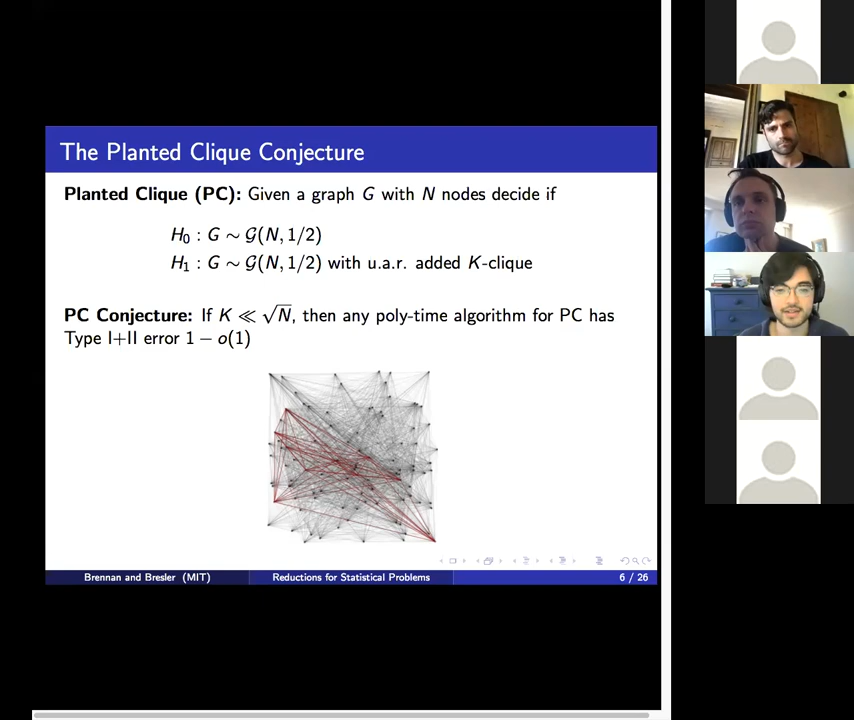 The Planted Clique Conjecture
Planted Clique (PC): Given a graph G with N nodes decide if
H₀ : G ∼ 𝒢(N, 1/2)
H₁ : G ∼ 𝒢(N, 1/2) with u.a.r. added K-clique
PC Conjecture: If K ≪ √N, then any poly-time algorithm for PC has
Type I+II error 1 − o(1)
Brennan and Bresler (MIT) Reductions for Statistical Problems 6 / 26